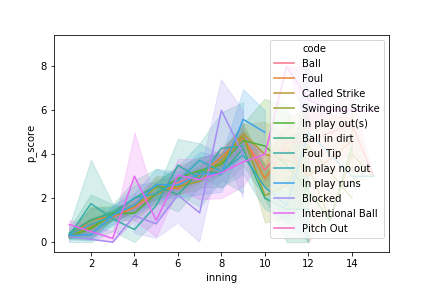 code
Ball
Foul
Called Strike
Swinging Strike
In play out(s)
Ball in dirt
Foul Tip
In play no out
In play runs
Blocked
Intentional Ball
Pitch Out
8
6
4
2
0
p_score
2 4 6 8 10 12 14
inning